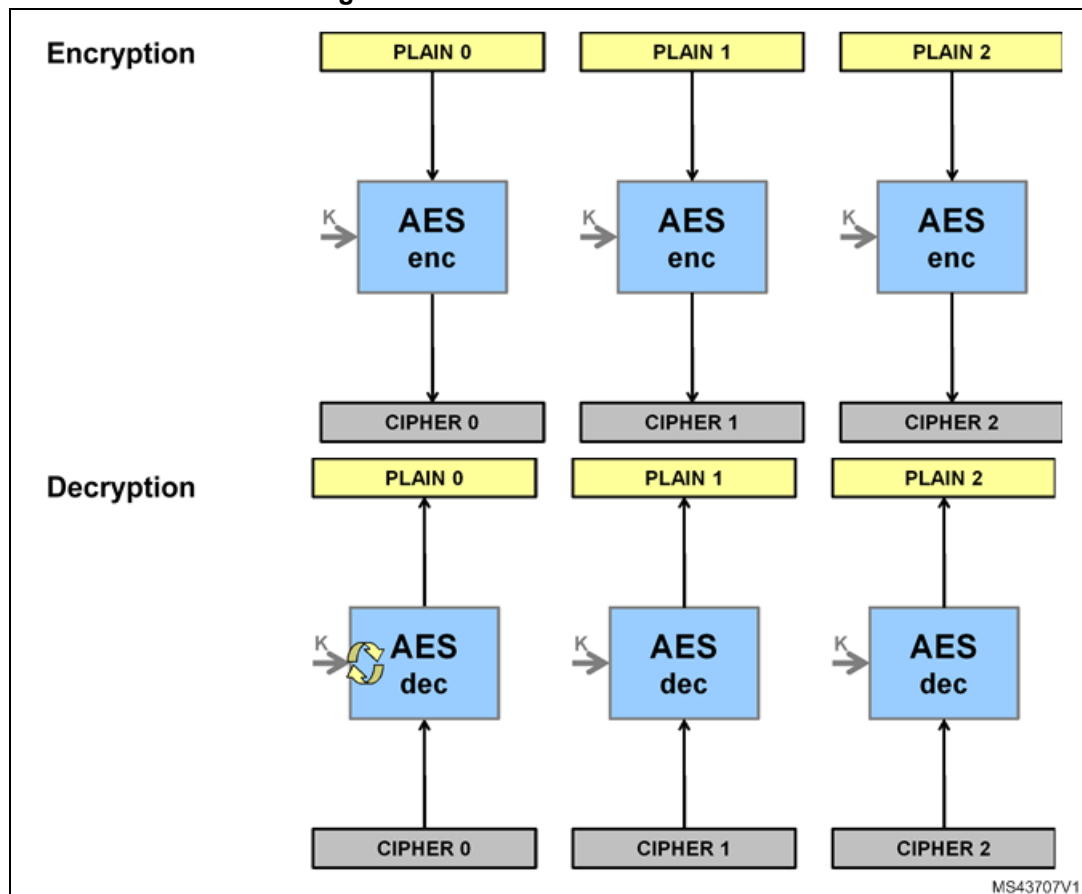 Encryption
PLAIN 0
PLAIN 1
PLAIN 2
K
AES
enc
K
AES
enc
K
AES
enc
CIPHER 0
CIPHER 1
CIPHER 2
Decryption
PLAIN 0
PLAIN 1
PLAIN 2
K
AES
dec
K
AES
dec
K
AES
dec
CIPHER 0
CIPHER 1
CIPHER 2
MS43707V1